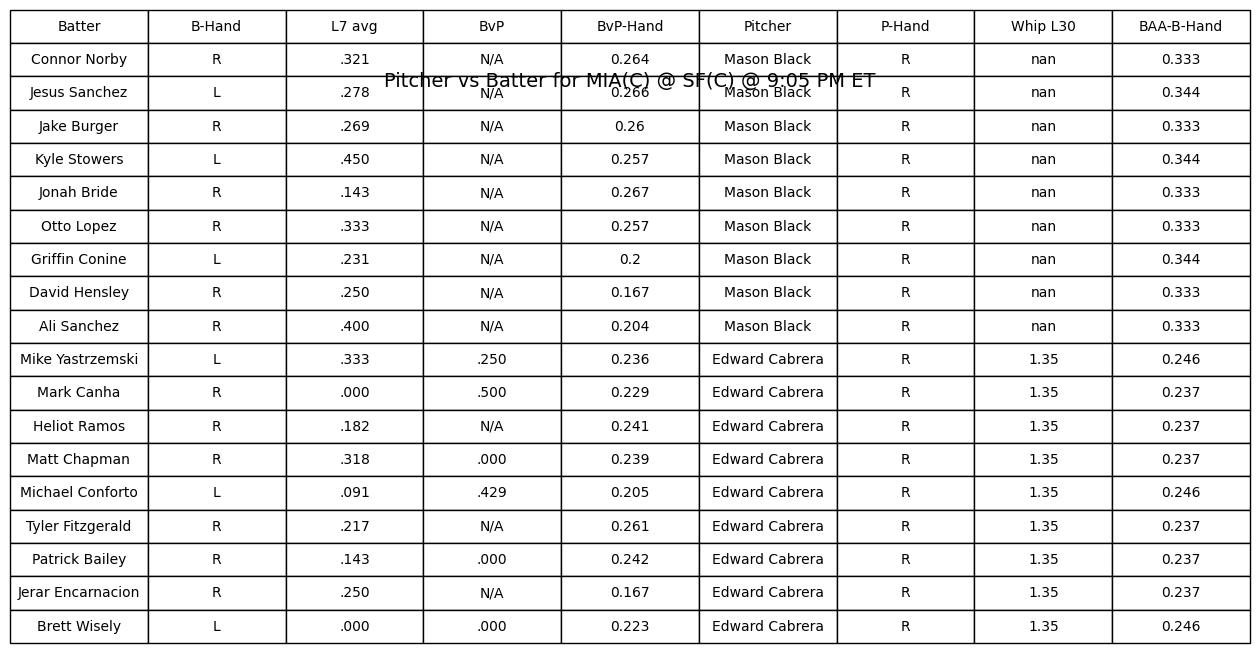 Batter B-Hand L7 avg BvP BvP-Hand Pitcher P-Hand Whip L30 BAA-B-Hand
Connor Norby R .321 N/A 0.264 Mason Black R nan 0.333
Pitcher vs Batter for MIA(C) @ SF(C) @ 9:05 PM ET
Jesus Sanchez L .278 N/A 0.266 Mason Black R nan 0.344
Jake Burger R .269 N/A 0.26 Mason Black R nan 0.333
Kyle Stowers L .450 N/A 0.257 Mason Black R nan 0.344
Jonah Bride R .143 N/A 0.267 Mason Black R nan 0.333
Otto Lopez R .333 N/A 0.257 Mason Black R nan 0.333
Griffin Conine L .231 N/A 0.2 Mason Black R nan 0.344
David Hensley R .250 N/A 0.167 Mason Black R nan 0.333
Ali Sanchez R .400 N/A 0.204 Mason Black R nan 0.333
Mike Yastrzemski L .333 .250 0.236 Edward Cabrera R 1.35 0.246
Mark Canha R .000 .500 0.229 Edward Cabrera R 1.35 0.237
Heliot Ramos R .182 N/A 0.241 Edward Cabrera R 1.35 0.237
Matt Chapman R .318 .000 0.239 Edward Cabrera R 1.35 0.237
Michael Conforto L .091 .429 0.205 Edward Cabrera R 1.35 0.246
Tyler Fitzgerald R .217 N/A 0.261 Edward Cabrera R 1.35 0.237
Patrick Bailey R .143 .000 0.242 Edward Cabrera R 1.35 0.237
Jerar Encarnacion R .250 N/A 0.167 Edward Cabrera R 1.35 0.237
Brett Wisely L .000 .000 0.223 Edward Cabrera R 1.35 0.246